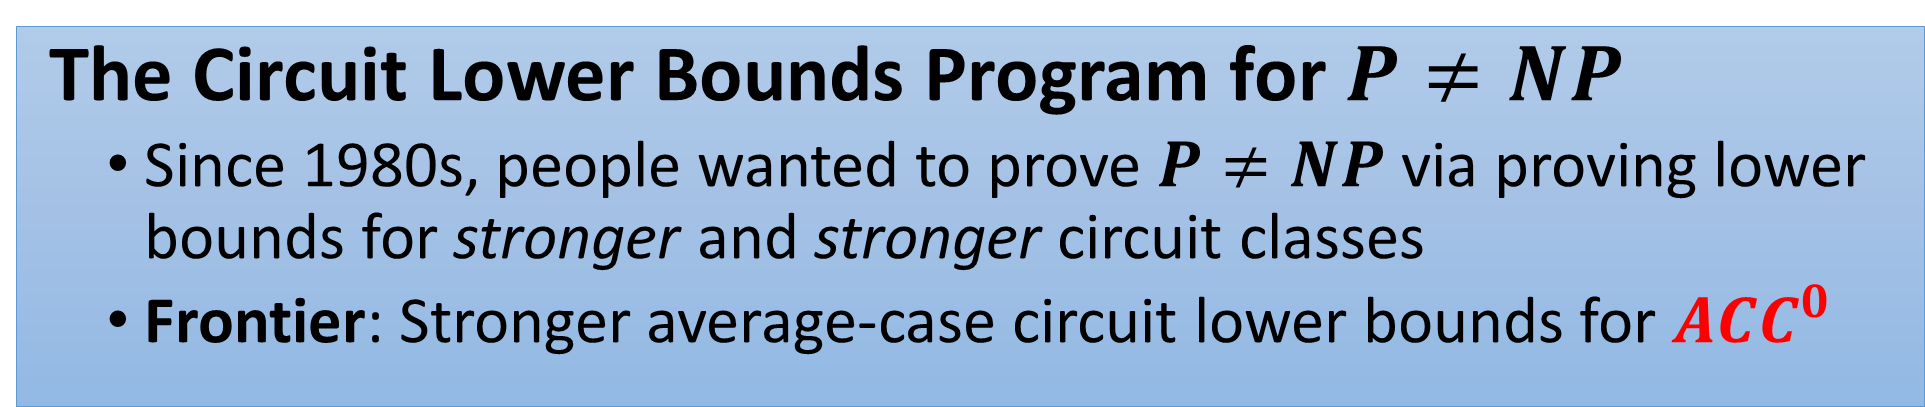 The Circuit Lower Bounds Program for P ≠ NP
• Since 1980s, people wanted to prove P ≠ NP via proving lower
bounds for stronger and stronger circuit classes
• Frontier: Stronger average-case circuit lower bounds for ACC⁰